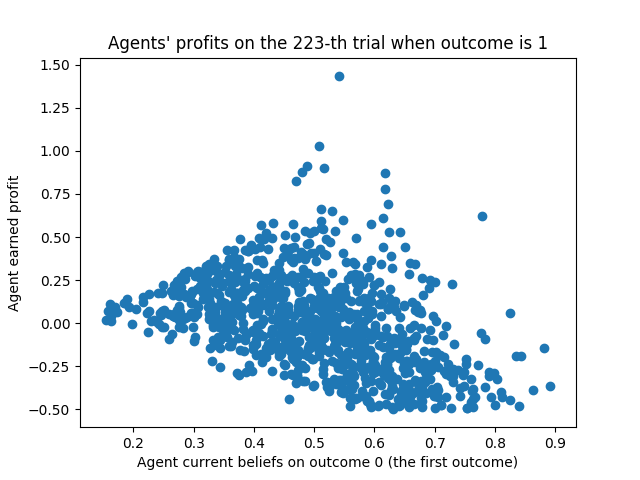 Agents' profits on the 223-th trial when outcome is 1
1.50
1.25
1.00
0.75
0.50
0.25
0.00
−0.25
−0.50
Agent earned profit
0.2 0.3 0.4 0.5 0.6 0.7 0.8 0.9
Agent current beliefs on outcome 0 (the first outcome)